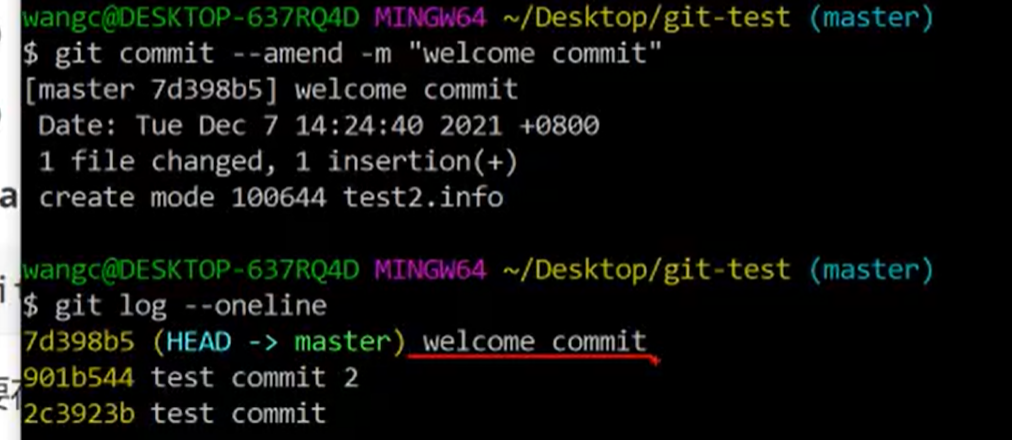 wangc@DESKTOP-637RQ4D MINGW64 ~/Desktop/git-test (master)
$ git commit --amend -m "welcome commit"
[master 7d398b5] welcome commit
Date: Tue Dec 7 14:24:40 2021 +0800
1 file changed, 1 insertion(+)
create mode 100644 test2.info
wangc@DESKTOP-637RQ4D MINGW64 ~/Desktop/git-test (master)
$ git log --oneline
7d398b5 (HEAD -> master) welcome commit
901b544 test commit 2
2c3923b test commit